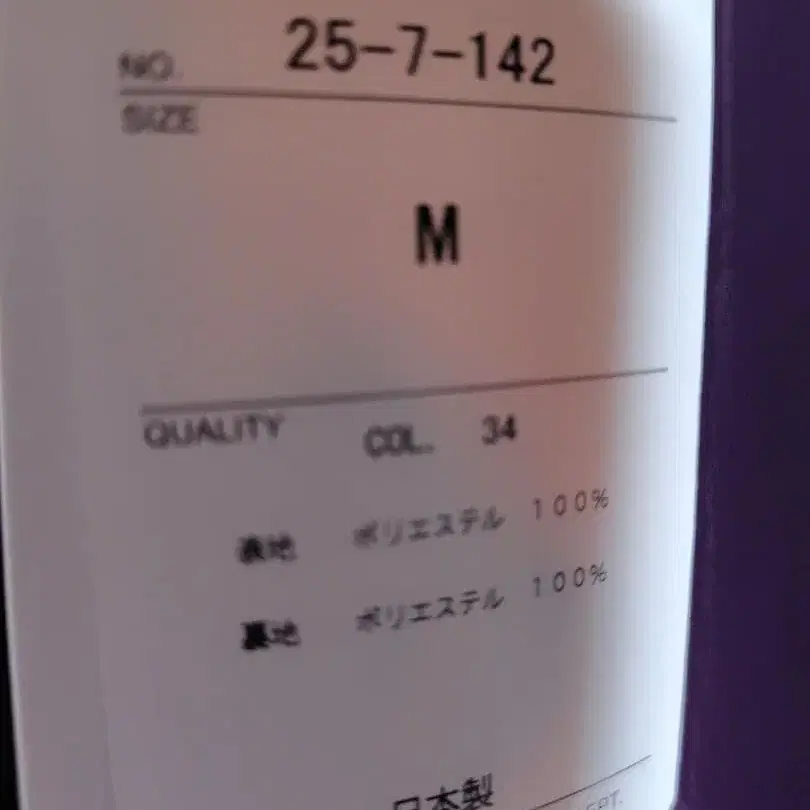 NO. 25-7-142
SIZE
M
QUALITY COL. 34
表地 ポリエステル 100%
裏地 ポリエステル 100%
日本製